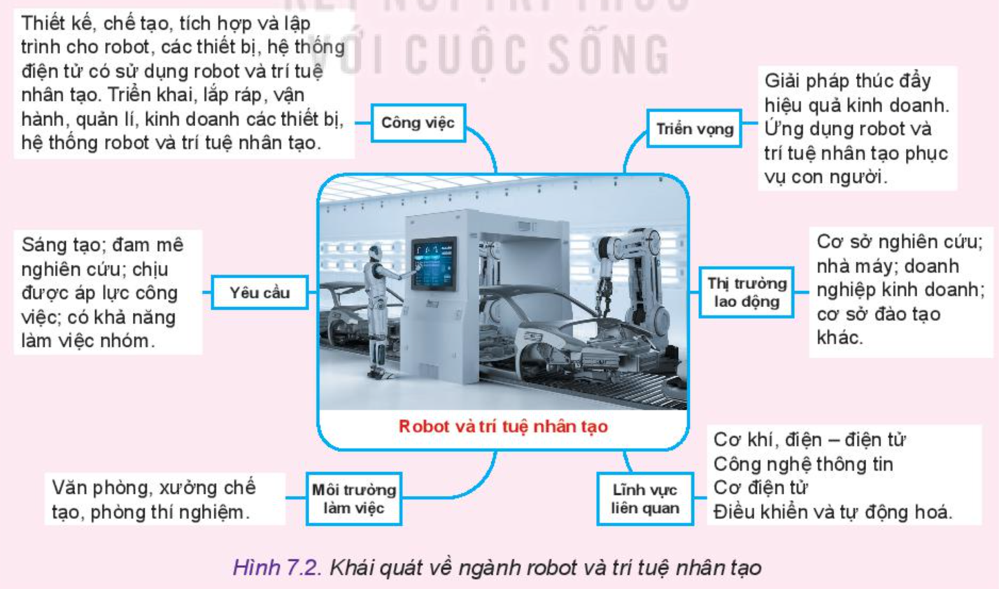 KẾT NỐI TRI THỨC
VỚI CUỘC SỐNG
Thiết kế, chế tạo, tích hợp và lập
trình cho robot, các thiết bị, hệ thống
điện tử có sử dụng robot và trí tuệ
nhân tạo. Triển khai, lắp ráp, vận
hành, quản lí, kinh doanh các thiết bị,
hệ thống robot và trí tuệ nhân tạo.
Công việc
Triển vọng
Giải pháp thúc đẩy
hiệu quả kinh doanh.
Ứng dụng robot và
trí tuệ nhân tạo phục
vụ con người.
Sáng tạo; đam mê
nghiên cứu; chịu
được áp lực công
việc; có khả năng
làm việc nhóm.
Yêu cầu
Thị trường
lao động
Cơ sở nghiên cứu;
nhà máy; doanh
nghiệp kinh doanh;
cơ sở đào tạo
khác.
Robot và trí tuệ nhân tạo
Văn phòng, xưởng chế
tạo, phòng thí nghiệm.
Môi trường
làm việc
Lĩnh vực
liên quan
Cơ khí, điện – điện tử
Công nghệ thông tin
Cơ điện tử
Điều khiển và tự động hoá.
Hình 7.2. Khái quát về ngành robot và trí tuệ nhân tạo